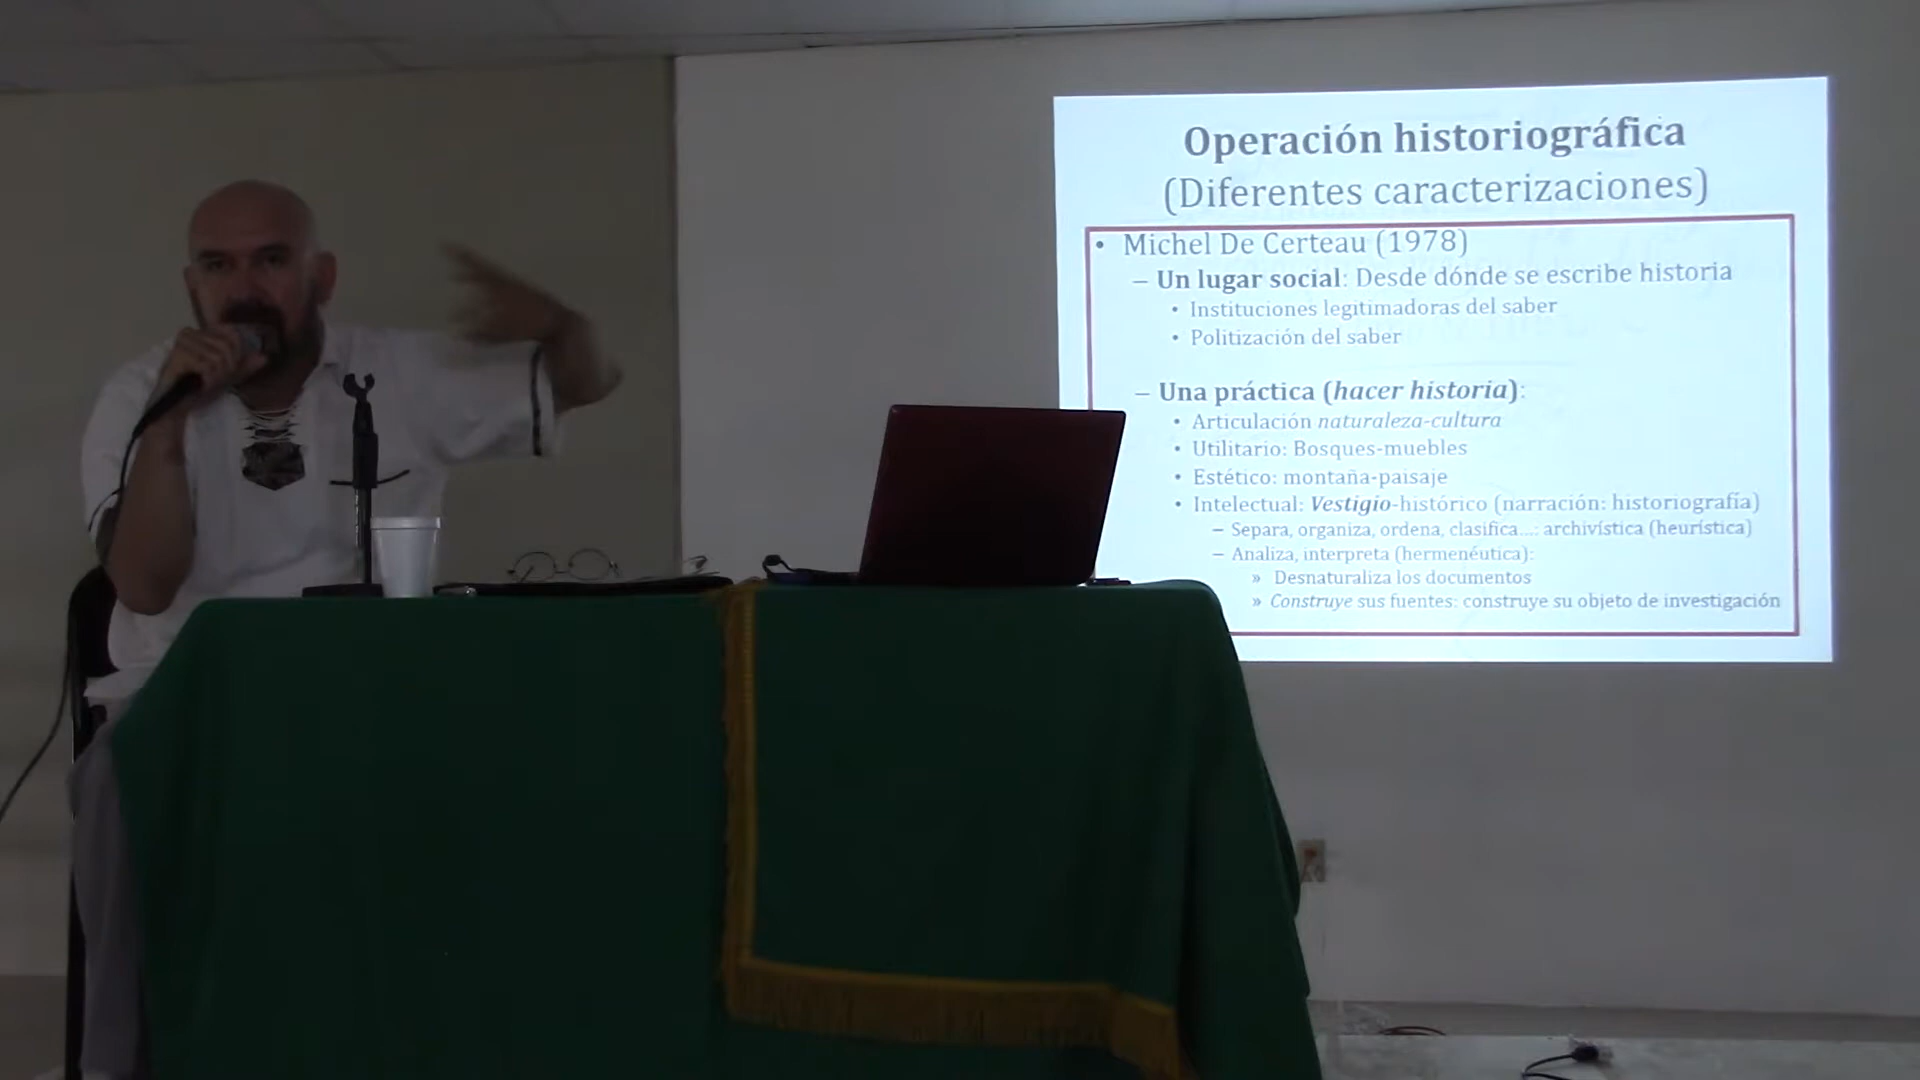 Operación historiográfica
(Diferentes caracterizaciones)
• Michel De Certeau (1978)
– Un lugar social: Desde dónde se escribe historia
• Instituciones legitimadoras del saber
• Politización del saber
– Una práctica (hacer historia):
• Articulación naturaleza-cultura
• Utilitario: Bosques-muebles
• Estético: montaña-paisaje
• Intelectual: Vestigio-histórico (narración: historiografía)
– Separa, organiza, ordena, clasifica...: archivística (heurística)
– Analiza, interpreta (hermenéutica):
» Desnaturaliza los documentos
» Construye sus fuentes: construye su objeto de investigación